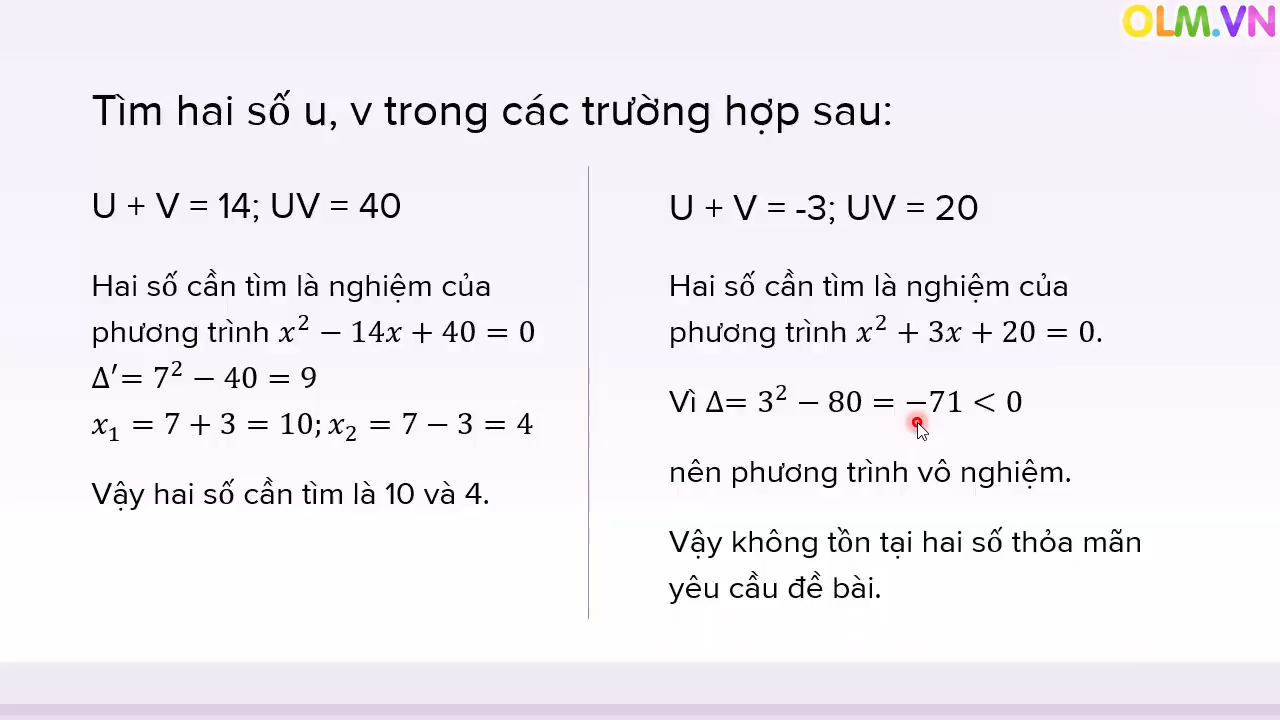 OLM.VN
Tìm hai số u, v trong các trường hợp sau:
U + V = 14; UV = 40
Hai số cần tìm là nghiệm của
phương trình x² − 14x + 40 = 0
Δ′= 7² − 40 = 9
x₁ = 7 + 3 = 10; x₂ = 7 − 3 = 4
Vậy hai số cần tìm là 10 và 4.
U + V = -3; UV = 20
Hai số cần tìm là nghiệm của
phương trình x² + 3x + 20 = 0.
Vì Δ= 3² − 80 = −71 < 0
nên phương trình vô nghiệm.
Vậy không tồn tại hai số thỏa mãn
yêu cầu đề bài.